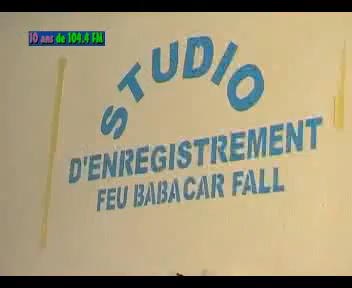 10 ans de 104.4 FM
STUDIO
D'ENREGISTREMENT
FEU BABACAR FALL